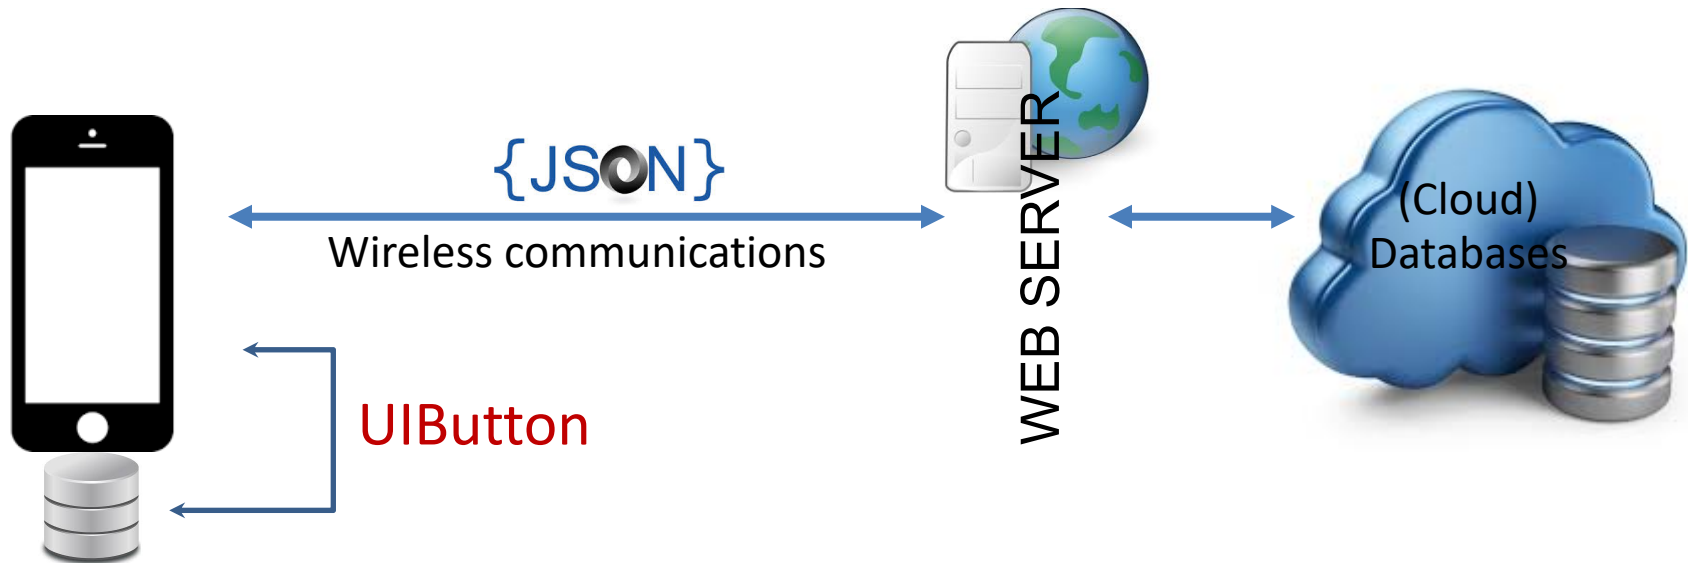 {JSON}
Wireless communications
WEB SERVER
(Cloud)
Databases
UIButton